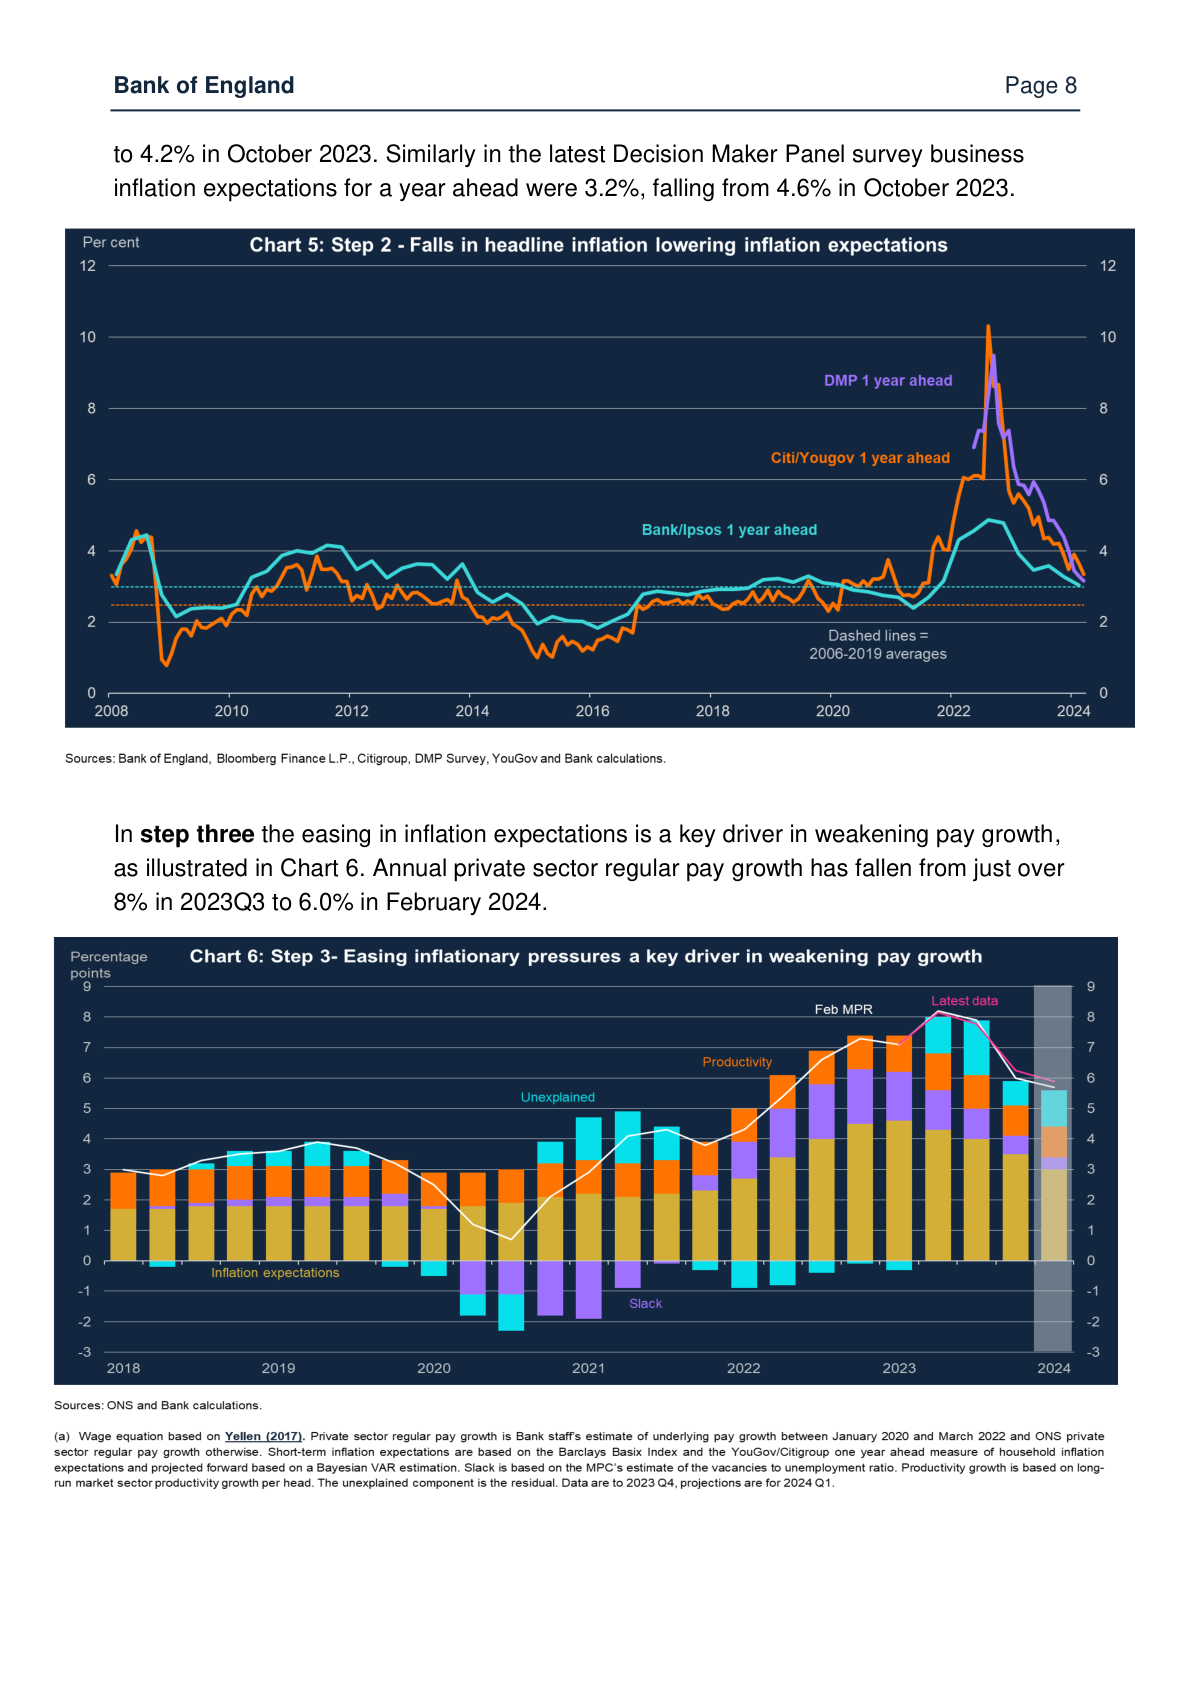 Bank of England Page 8
to 4.2% in October 2023. Similarly in the latest Decision Maker Panel survey business
inflation expectations for a year ahead were 3.2%, falling from 4.6% in October 2023.
Per cent
Chart 5: Step 2 - Falls in headline inflation lowering inflation expectations
12 12
10 10
DMP 1 year ahead
8 8
Citi/Yougov 1 year ahead
6 6
Bank/Ipsos 1 year ahead
4 4
2 2
Dashed lines =
2006-2019 averages
0 0
2008 2010 2012 2014 2016 2018 2020 2022 2024
Sources: Bank of England, Bloomberg Finance L.P., Citigroup, DMP Survey, YouGov and Bank calculations.
In step three the easing in inflation expectations is a key driver in weakening pay growth,
as illustrated in Chart 6. Annual private sector regular pay growth has fallen from just over
8% in 2023Q3 to 6.0% in February 2024.
Percentage
points
Chart 6: Step 3- Easing inflationary pressures a key driver in weakening pay growth
9 9
Latest data
Feb MPR
8 8
7 7
Productivity
6 6
Unexplained
5 5
4 4
3 3
2 2
1 1
0 0
Inflation expectations
-1 -1
Slack
-2 -2
-3 -3
2018 2019 2020 2021 2022 2023 2024
Sources: ONS and Bank calculations.
(a) Wage equation based on Yellen (2017). Private sector regular pay growth is Bank staff's estimate of underlying pay growth between January 2020 and March 2022 and ONS private
sector regular pay growth otherwise. Short-term inflation expectations are based on the Barclays Basix Index and the YouGov/Citigroup one year ahead measure of household inflation
expectations and projected forward based on a Bayesian VAR estimation. Slack is based on the MPC's estimate of the vacancies to unemployment ratio. Productivity growth is based on long-
run market sector productivity growth per head. The unexplained component is the residual. Data are to 2023 Q4, projections are for 2024 Q1.